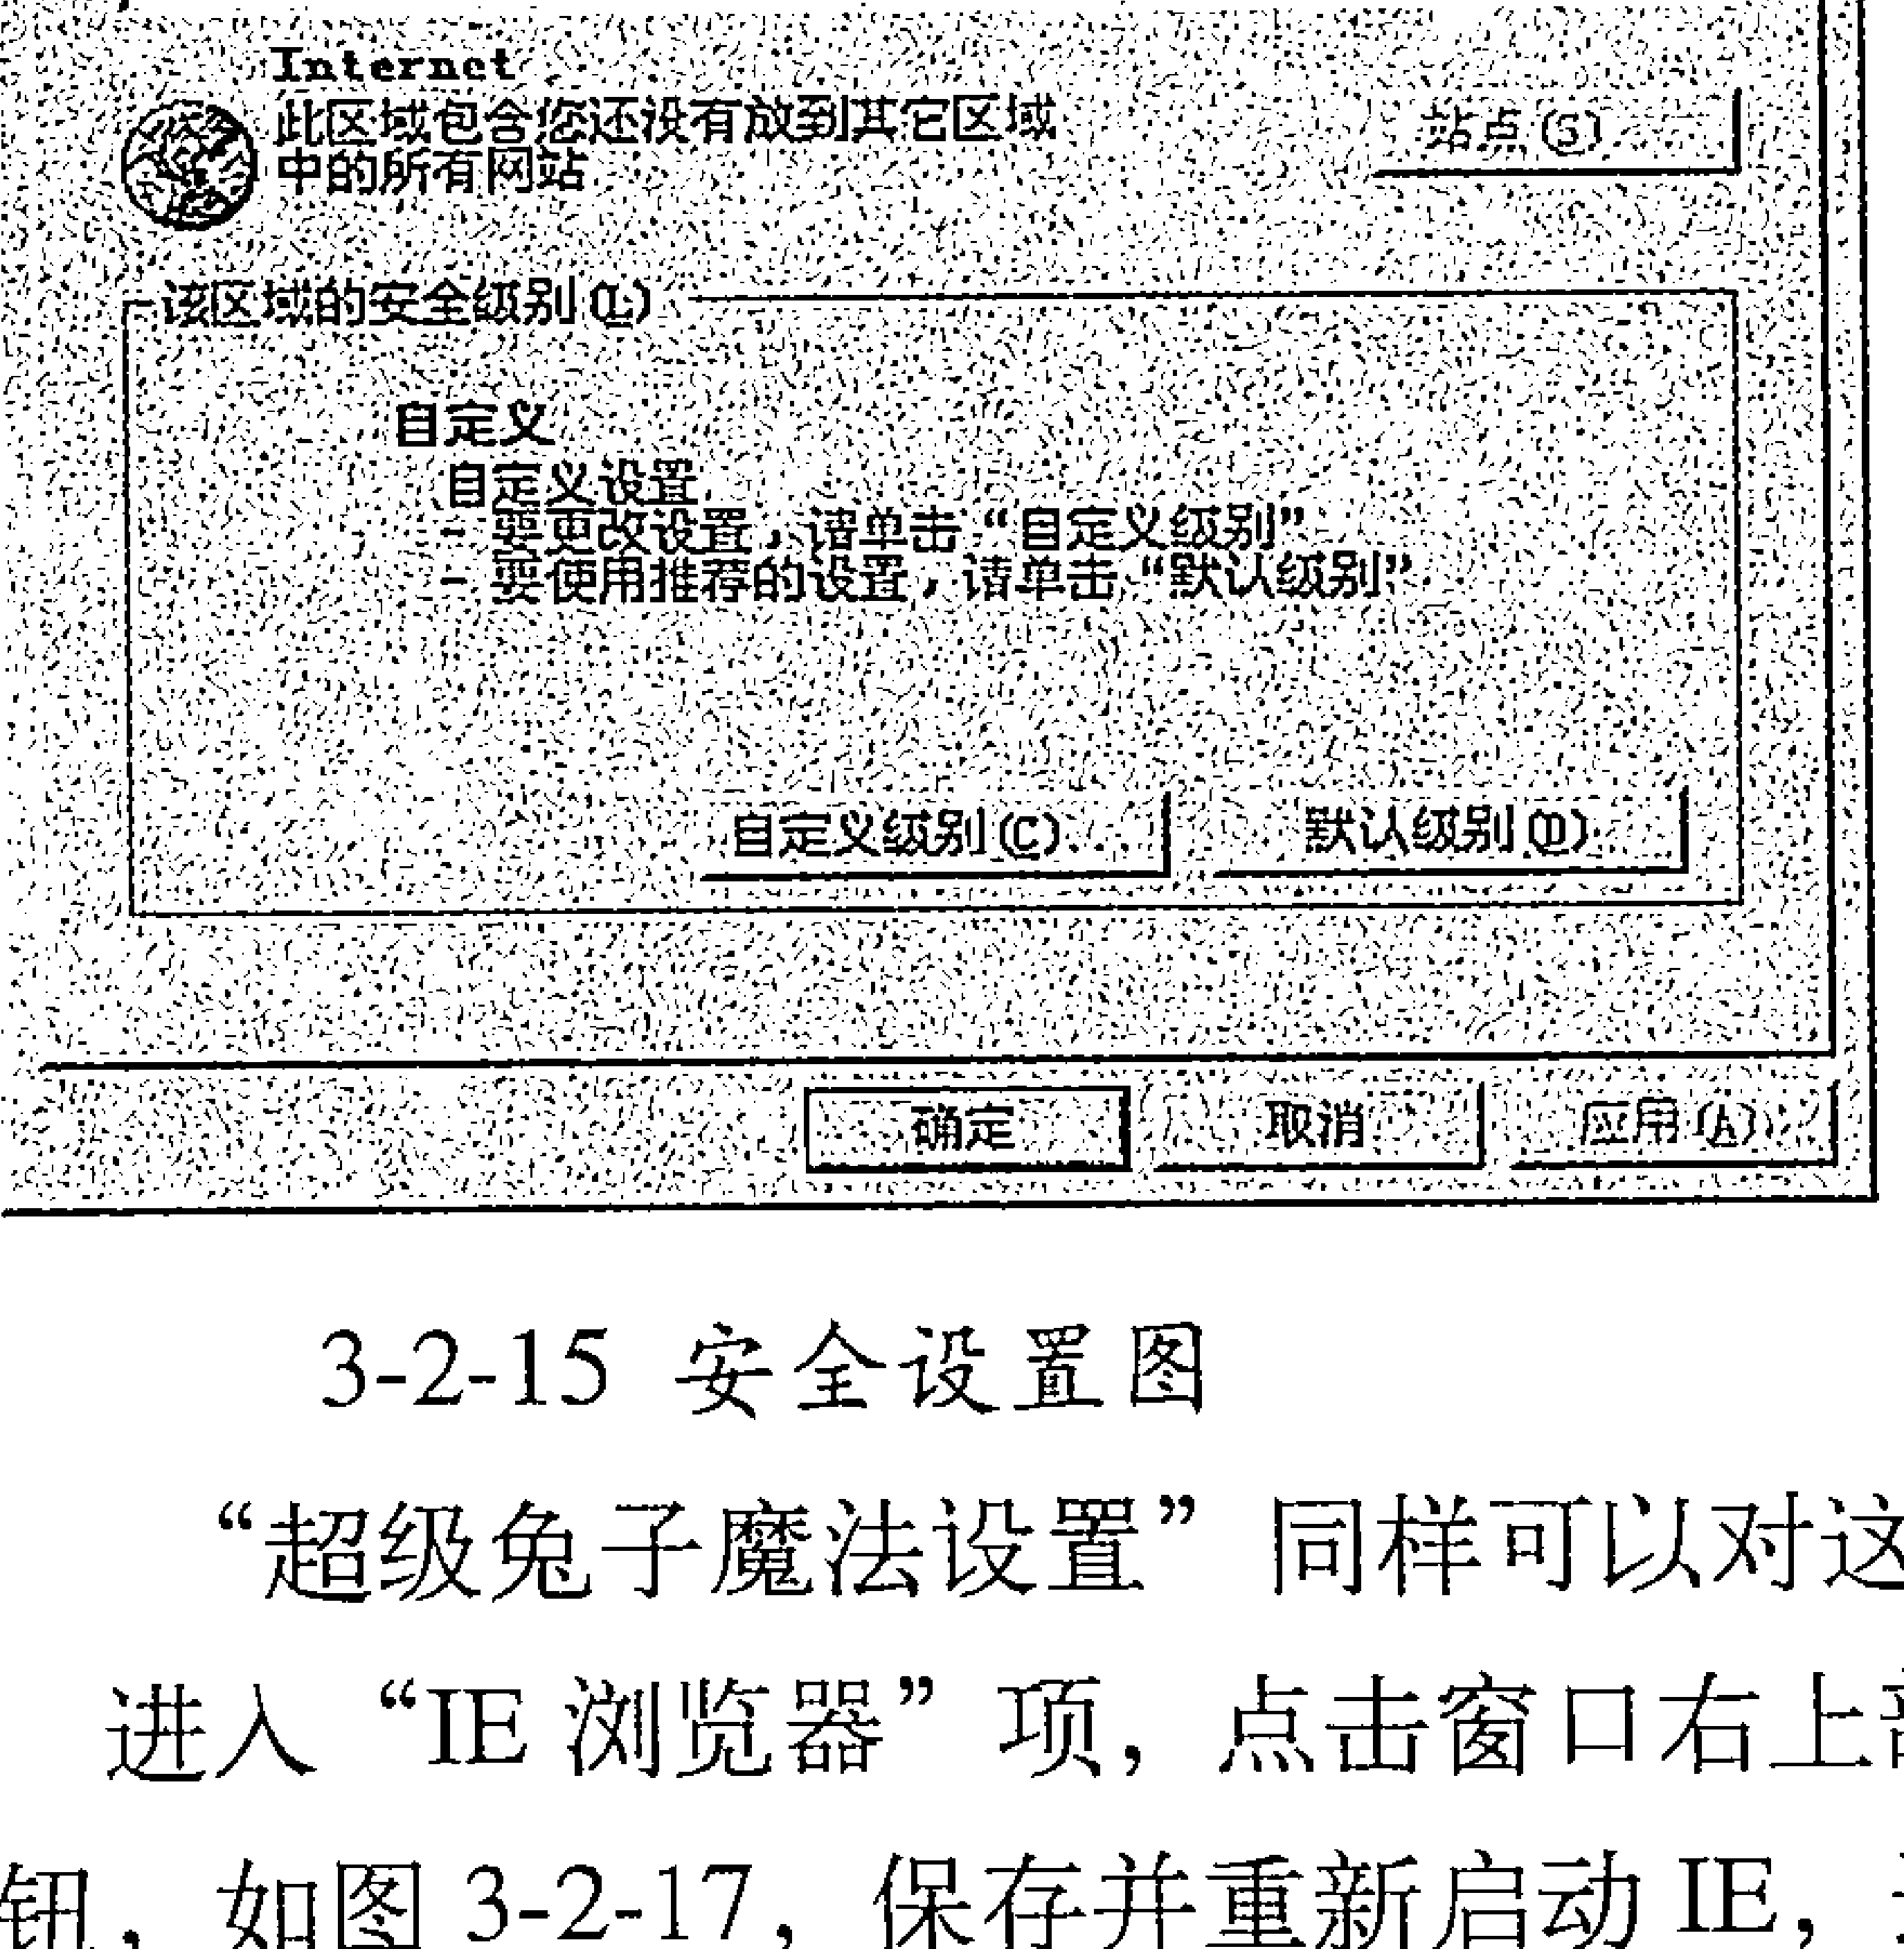 Internet
此区域包含您还没有放到其它区域
中的所有网站
站点(S)
该区域的安全级别(L)
自定义
自定义设置
- 要更改设置,请单击“自定义级别”
- 要使用推荐的设置,请单击“默认级别”
自定义级别(C)
默认级别(D)
确定
取消
应用(A)
3-2-15 安全设置图
“超级兔子魔法设置”同样可以对这
进入“IE 浏览器”项,点击窗口右上部
钮,如图 3-2-17,保存并重新启动 IE,